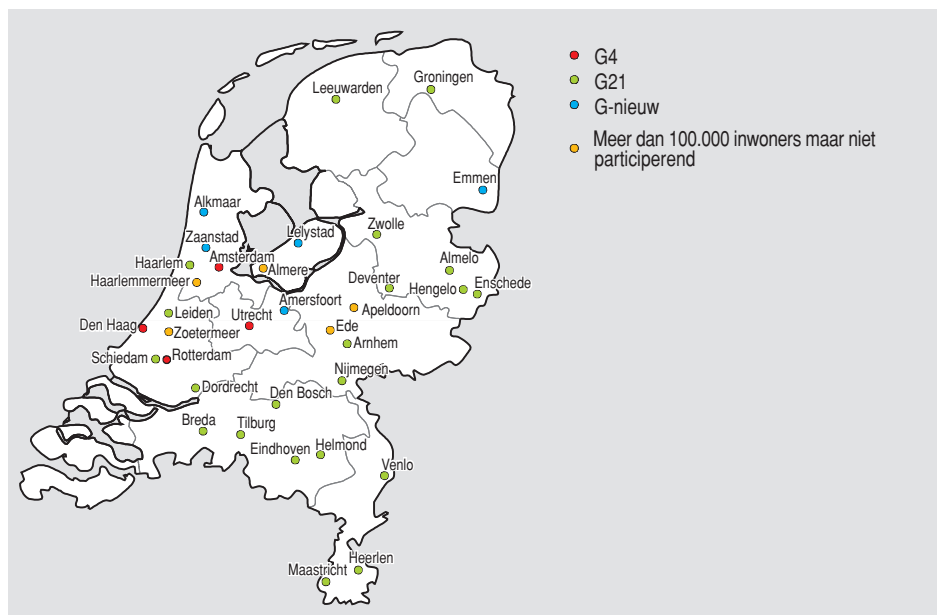 G4
G21
G-nieuw
Meer dan 100.000 inwoners maar niet
participerend
Groningen
Leeuwarden
Emmen
Alkmaar
Zwolle
Lelystad
Zaanstad
Amsterdam
Almere
Haarlem
Haarlemmermeer
Almelo
Deventer
Hengelo
Enschede
Amersfoort
Apeldoorn
Leiden
Utrecht
Den Haag
Zoetermeer
Ede
Arnhem
Schiedam
Rotterdam
Nijmegen
Dordrecht
Den Bosch
Breda
Tilburg
Eindhoven
Helmond
Venlo
Maastricht
Heerlen